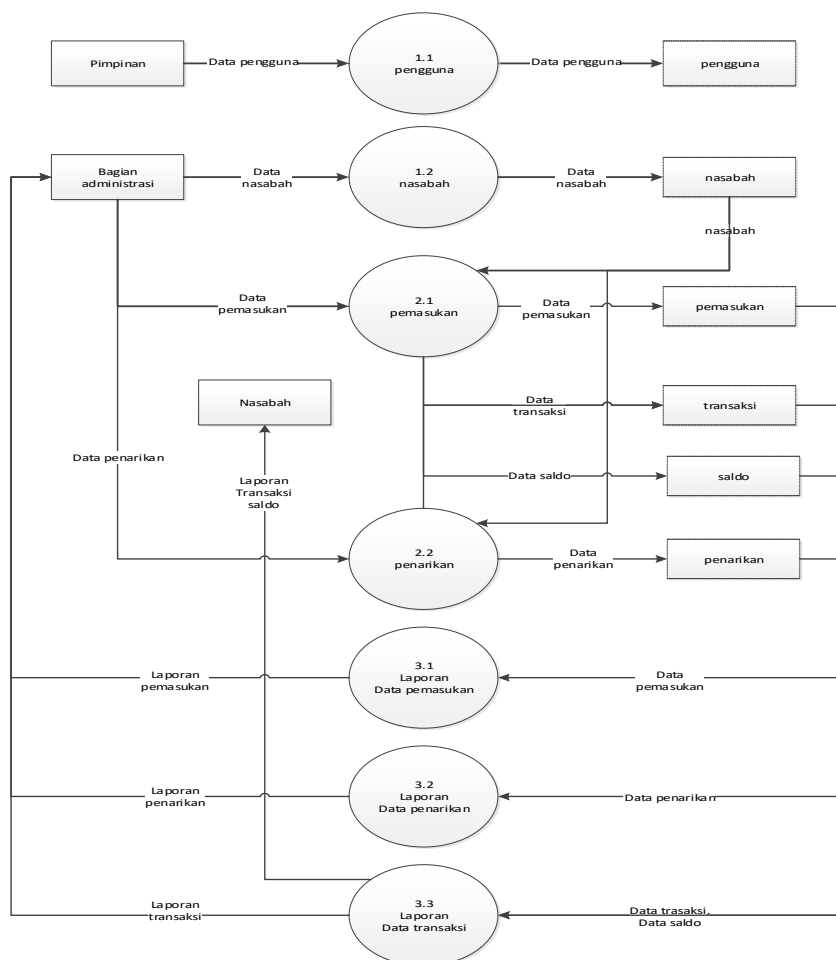 Pimpinan
Data pengguna
1.1
pengguna
Data pengguna
pengguna
Bagian
administrasi
Data
nasabah
1.2
nasabah
Data
nasabah
nasabah
nasabah
Data
pemasukan
2.1
pemasukan
Data
pemasukan
pemasukan
Nasabah
Data
transaksi
transaksi
Data penarikan
Laporan
Transaksi
saldo
Data saldo
saldo
2.2
penarikan
Data
penarikan
penarikan
Laporan
pemasukan
3.1
Laporan
Data pemasukan
Data
pemasukan
Laporan
penarikan
3.2
Laporan
Data penarikan
Data penarikan
Laporan
transaksi
3.3
Laporan
Data transaksi
Data trasaksi,
Data saldo